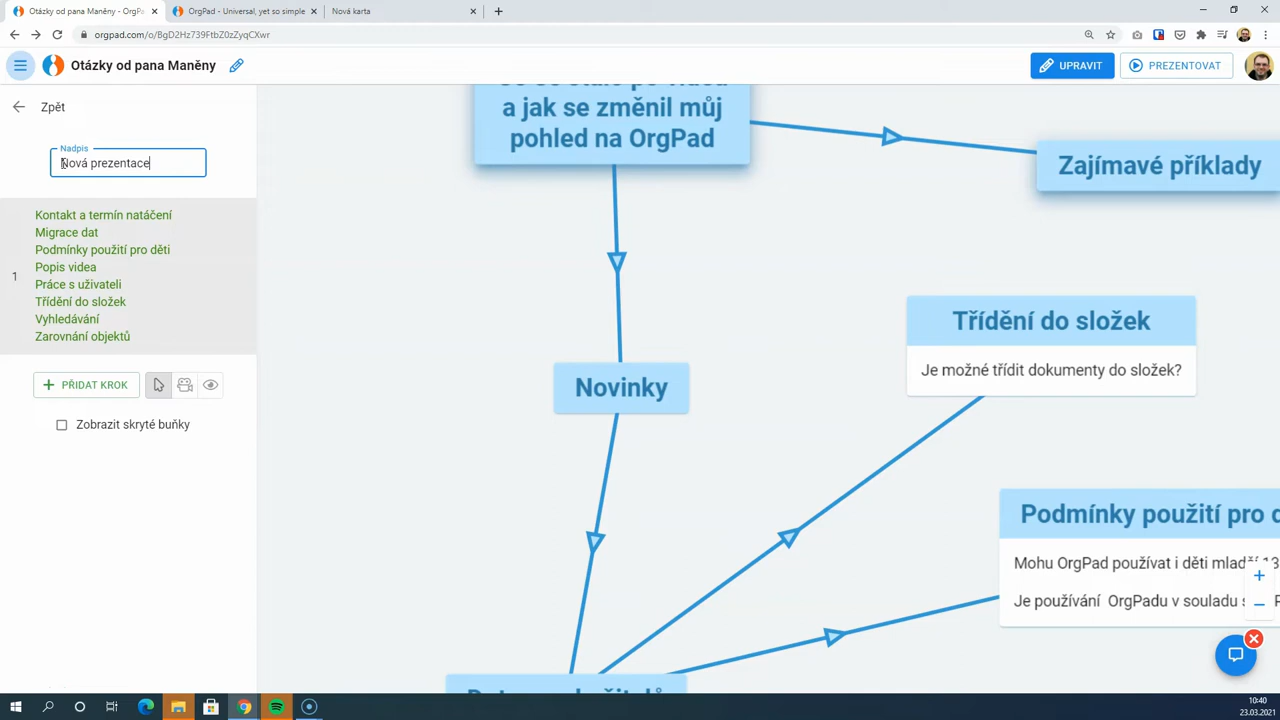 Otázky od pana Maněny - OrgPa
OrgPad - Universal, yet so simple
Nová karta
orgpad.com/o/BgD2Hz739FtbZ0zZyqCXwr
Otázky od pana Maněny
UPRAVIT
PREZENTOVAT
Zpět
Nadpis
Nová prezentace
1
Kontakt a termín natáčení
Migrace dat
Podmínky použití pro děti
Popis videa
Práce s uživateli
Třídění do složek
Vyhledávání
Zarovnání objektů
PŘIDAT KROK
Zobrazit skryté buňky
a jak se změnil můj
pohled na OrgPad
Zajímavé příklady
Novinky
Třídění do složek
Je možné třídit dokumenty do složek?
Podmínky použití pro d
Mohu OrgPad používat i děti mladší 13
Je používání OrgPadu v souladu s
10:40
23.03.2021